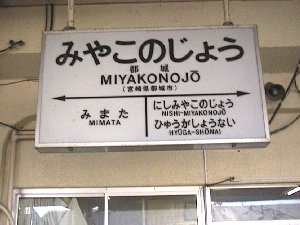 みやこのじょう
都城
MIYAKONOJŌ
(宮崎県都城市)
みまた
MIMATA
にしみやこのじょう
NISHI-MIYAKONOJŌ
ひゅうがしょうない
HYŪGA-SHŌNAI